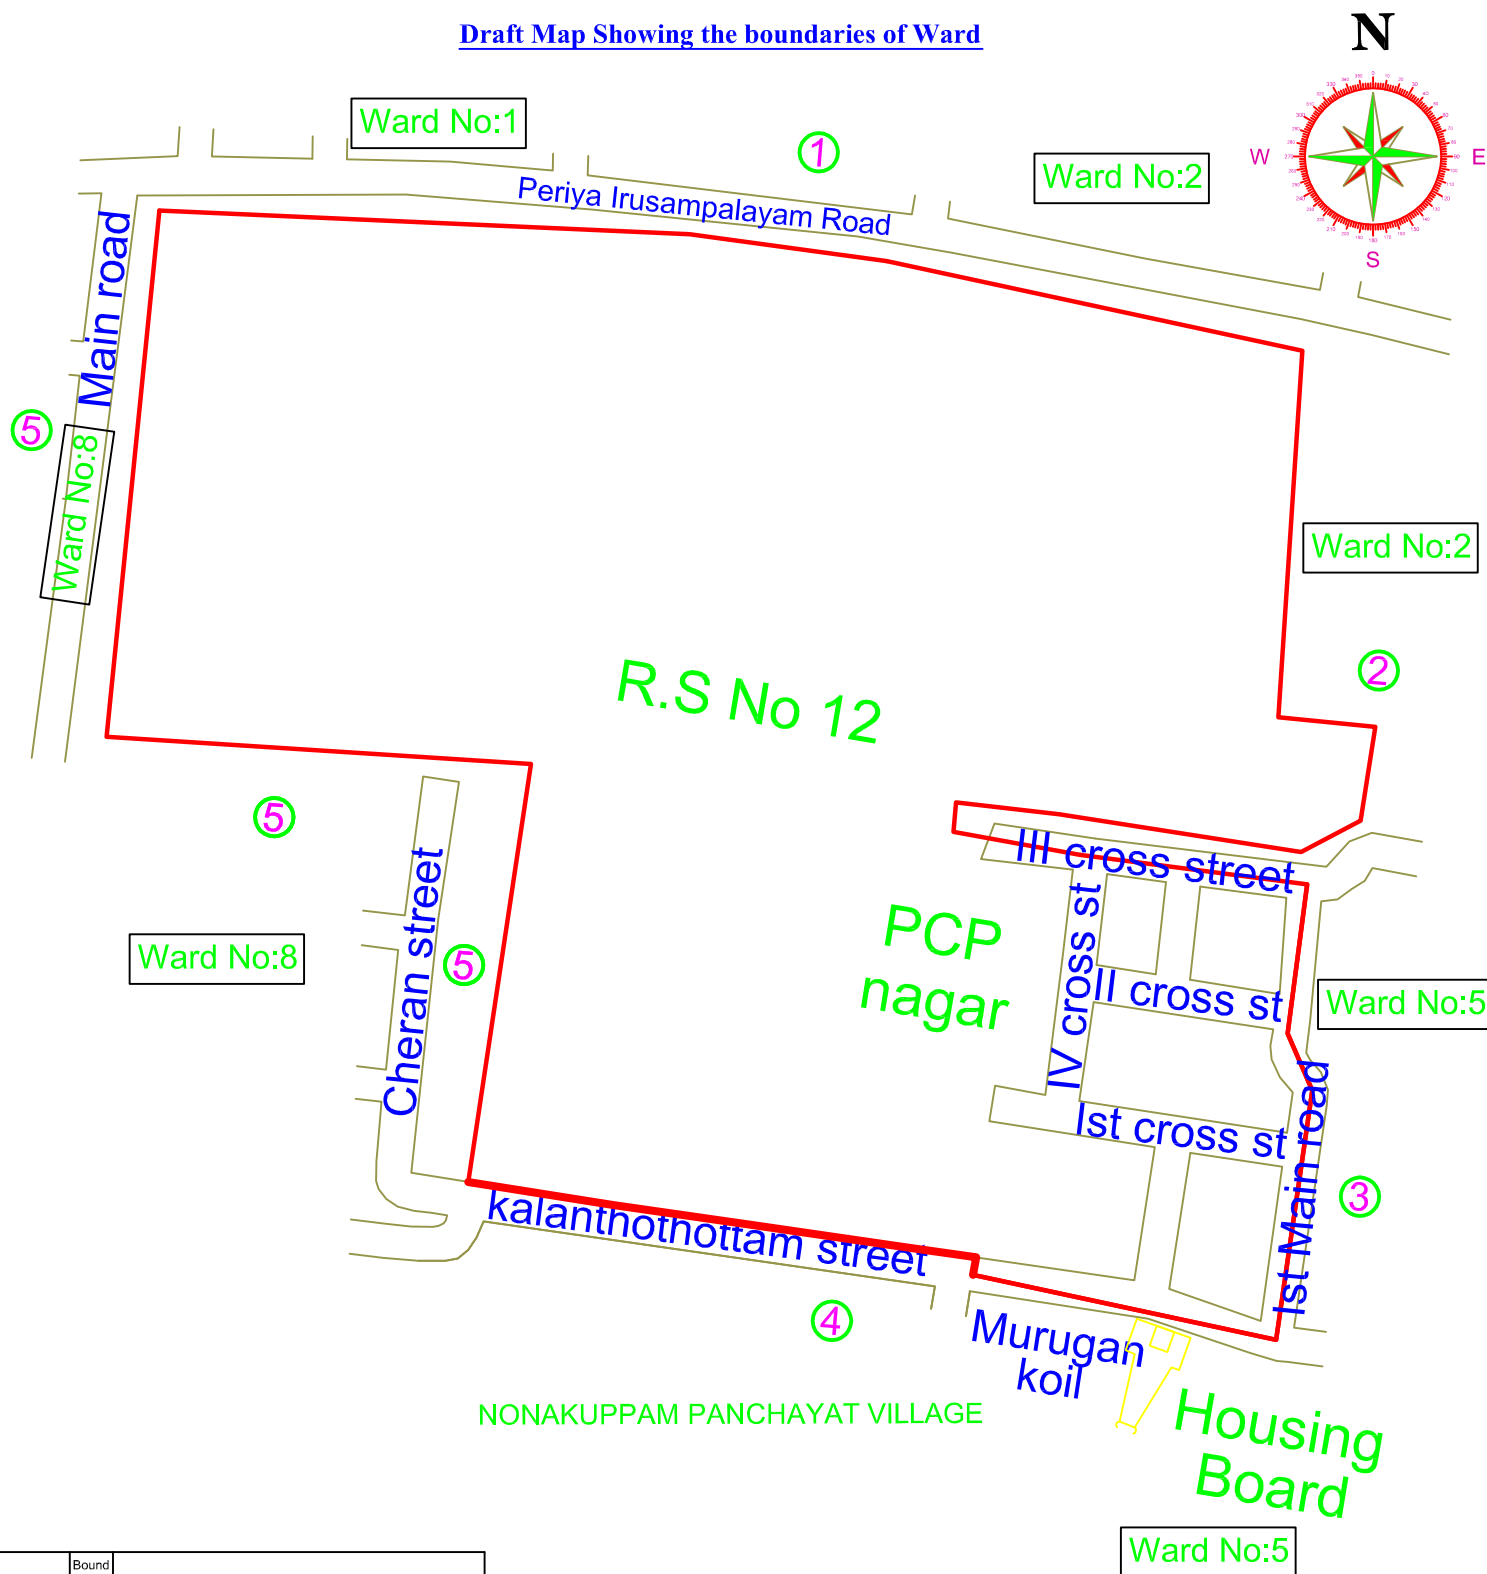 Draft Map Showing the boundaries of Ward
N
W
E
S
Ward No:1
1
Ward No:2
Periya Irusampalayam Road
Main road
5
Ward No:8
Ward No:2
2
R.S No 12
5
Cheran street
5
Ward No:8
III cross street
IV cross st
PCP
nagar
II cross st
Ward No:5
Ist cross st
Ist Main road
3
kalanthothottam street
4
Murugan
koil
NONAKUPPAM PANCHAYAT VILLAGE
Housing
Board
Ward No:5
Bound